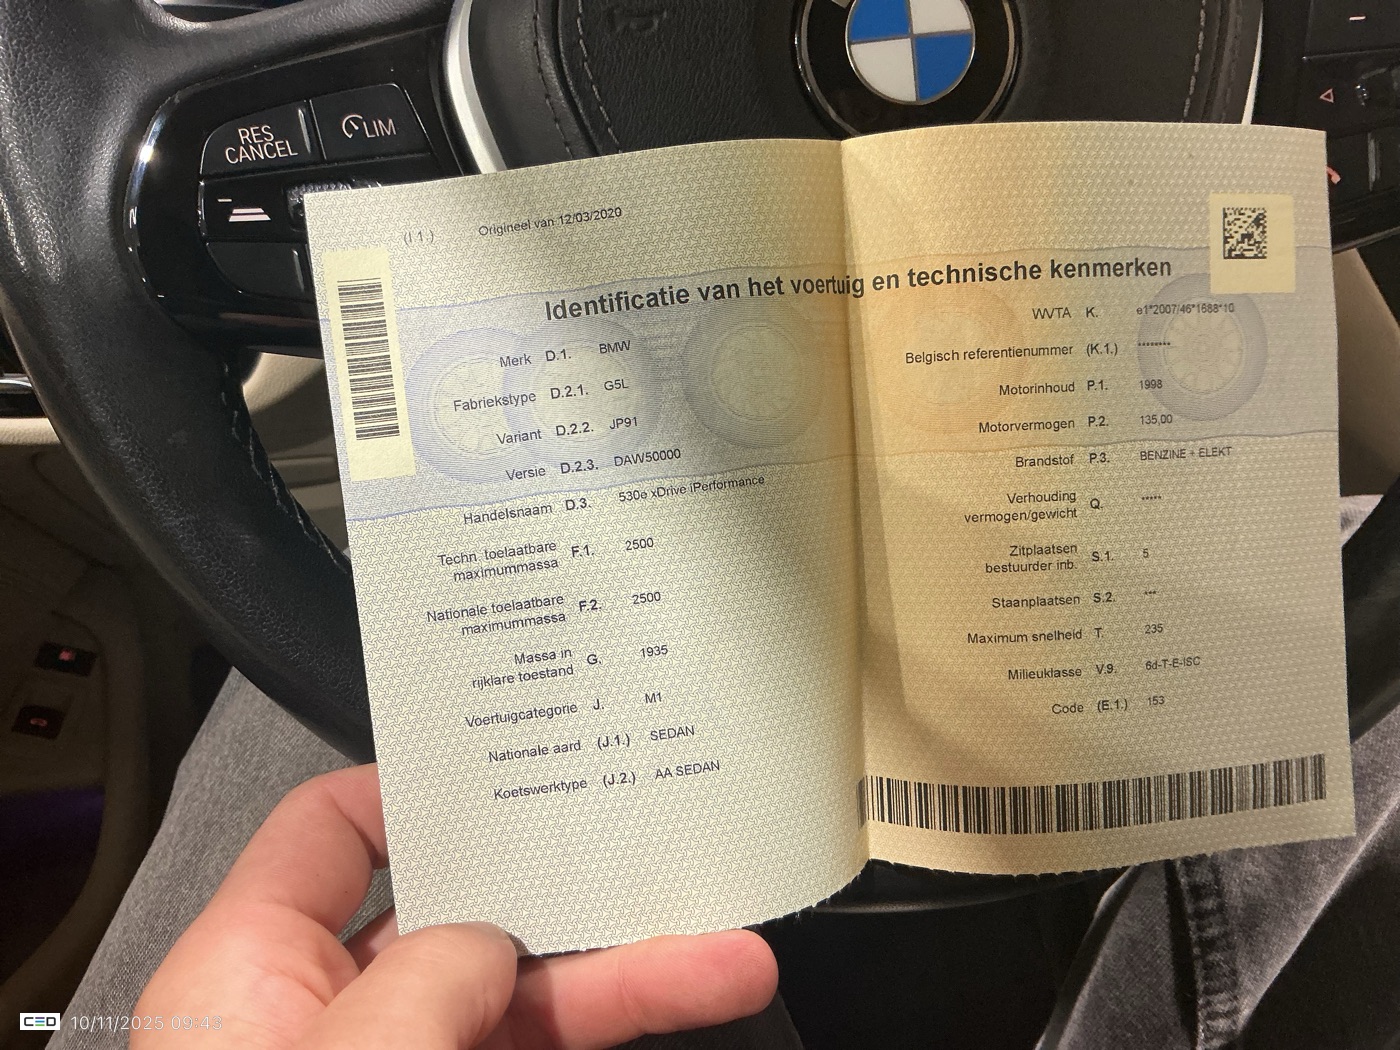 RES
CANCEL
LIM
(I 1.) Origineel van 12/03/2020
Identificatie van het voertuig en technische kenmerken
Merk D.1. BMW
Fabriekstype D.2.1. G5L
Variant D.2.2. JP91
Versie D.2.3. DAW50000
Handelsnaam D.3. 530e xDrive iPerformance
Techn. toelaatbare
maximummassa F.1. 2500
Nationale toelaatbare
maximummassa F.2. 2500
Massa in
rijklare toestand G. 1935
Voertuigcategorie J. M1
Nationale aard (J.1.) SEDAN
Koetswerktype (J.2.) AA SEDAN
WVTA K. e1*2007/46*1688*10
Belgisch referentienummer (K.1.) ********
Motorinhoud P.1. 1998
Motorvermogen P.2. 135,00
Brandstof P.3. BENZINE + ELEKT
Verhouding
vermogen/gewicht Q. *****
Zitplaatsen
bestuurder inb. S.1. 5
Staanplaatsen S.2. ***
Maximum snelheid T. 235
Milieuklasse V.9. 6d-T-E-ISC
Code (E.1.) 153
CED 10/11/2025 09:43